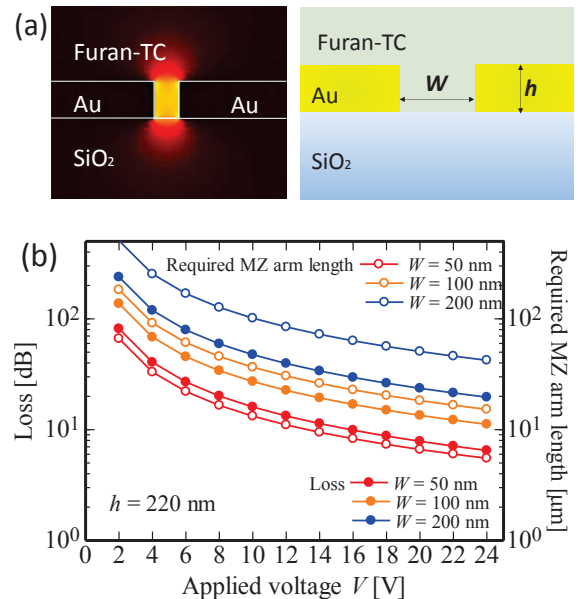 (a)
Furan-TC
Au
Au
SiO₂
Furan-TC
Au
W
h
SiO₂
(b)
Loss [dB]
10²
10¹
10⁰
Required MZ arm length
W = 50 nm
W = 100 nm
W = 200 nm
h = 220 nm
Loss
W = 50 nm
W = 100 nm
W = 200 nm
10²
10¹
10⁰
Required MZ arm length [μm]
0 2 4 6 8 10 12 14 16 18 20 22 24
Applied voltage V [V]